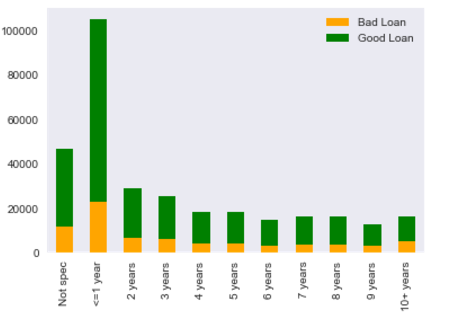 Bad Loan
Good Loan
100000
80000
60000
40000
20000
0
Not spec
<=1 year
2 years
3 years
4 years
5 years
6 years
7 years
8 years
9 years
10+ years